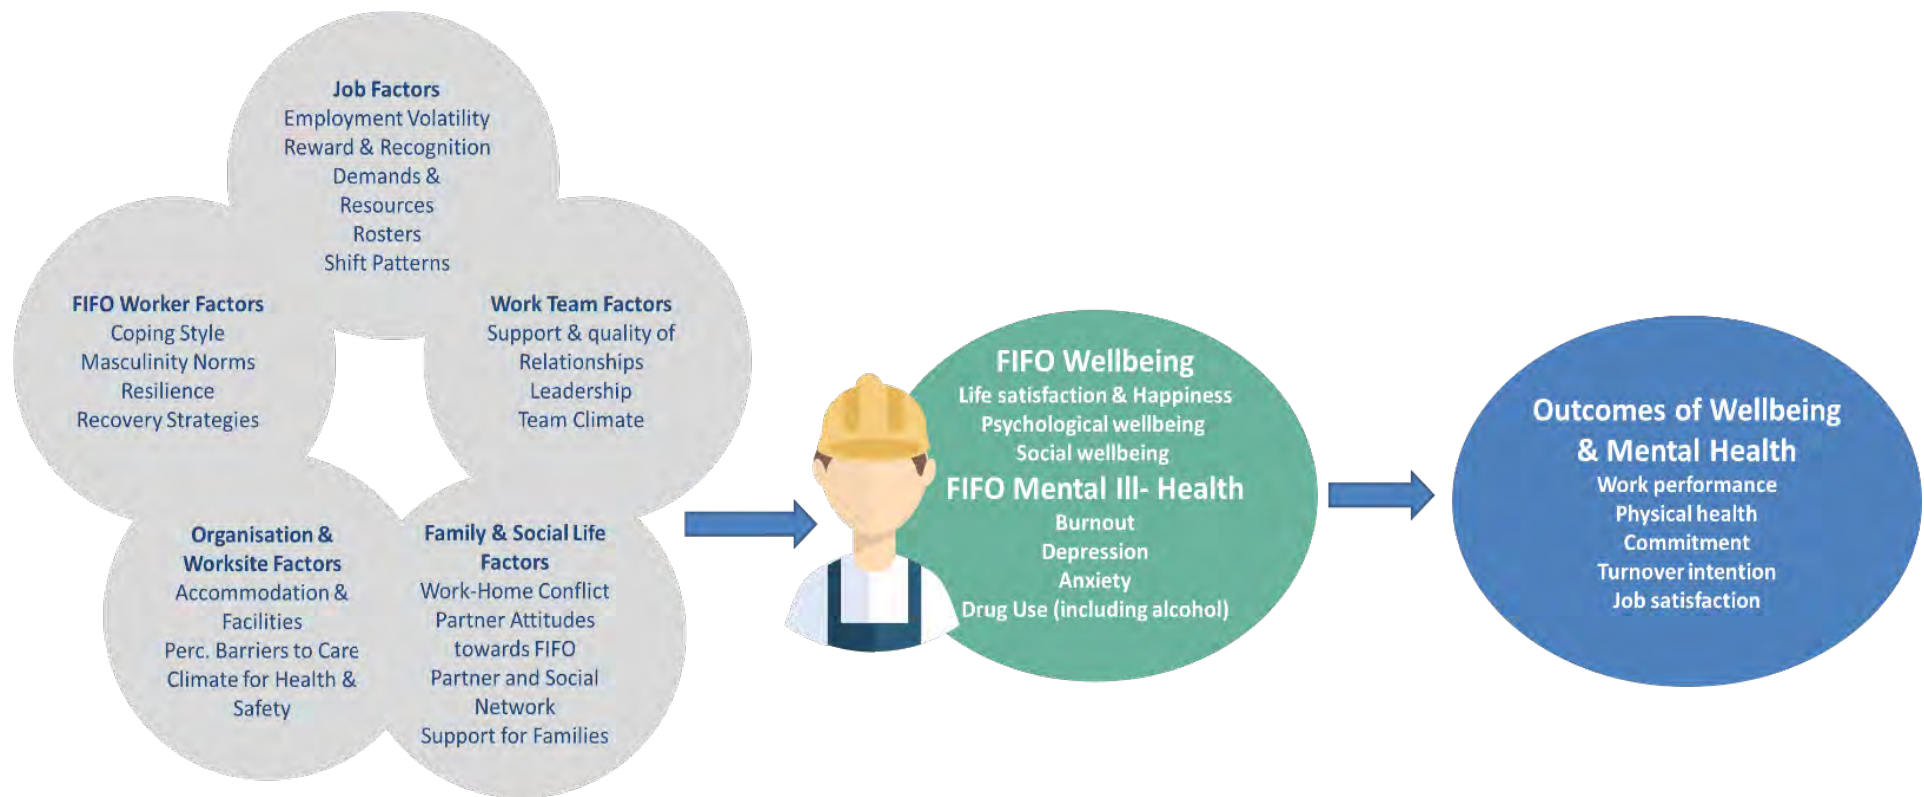 Job Factors
Employment Volatility
Reward & Recognition
Demands &
Resources
Rosters
Shift Patterns
FIFO Worker Factors
Coping Style
Masculinity Norms
Resilience
Recovery Strategies
Work Team Factors
Support & quality of
Relationships
Leadership
Team Climate
Organisation &
Worksite Factors
Accommodation &
Facilities
Perc. Barriers to Care
Climate for Health &
Safety
Family & Social Life
Factors
Work-Home Conflict
Partner Attitudes
towards FIFO
Partner and Social
Network
Support for Families
FIFO Wellbeing
Life satisfaction & Happiness
Psychological wellbeing
Social wellbeing
FIFO Mental Ill- Health
Burnout
Depression
Anxiety
Drug Use (including alcohol)
Outcomes of Wellbeing
& Mental Health
Work performance
Physical health
Commitment
Turnover intention
Job satisfaction